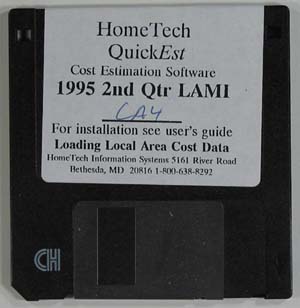 HomeTech
QuickEst
Cost Estimation Software
1995 2nd Qtr LAMI
CA4
For installation see user's guide
Loading Local Area Cost Data
HomeTech Information Systems 5161 River Road
Bethesda, MD 20816 1-800-638-8292